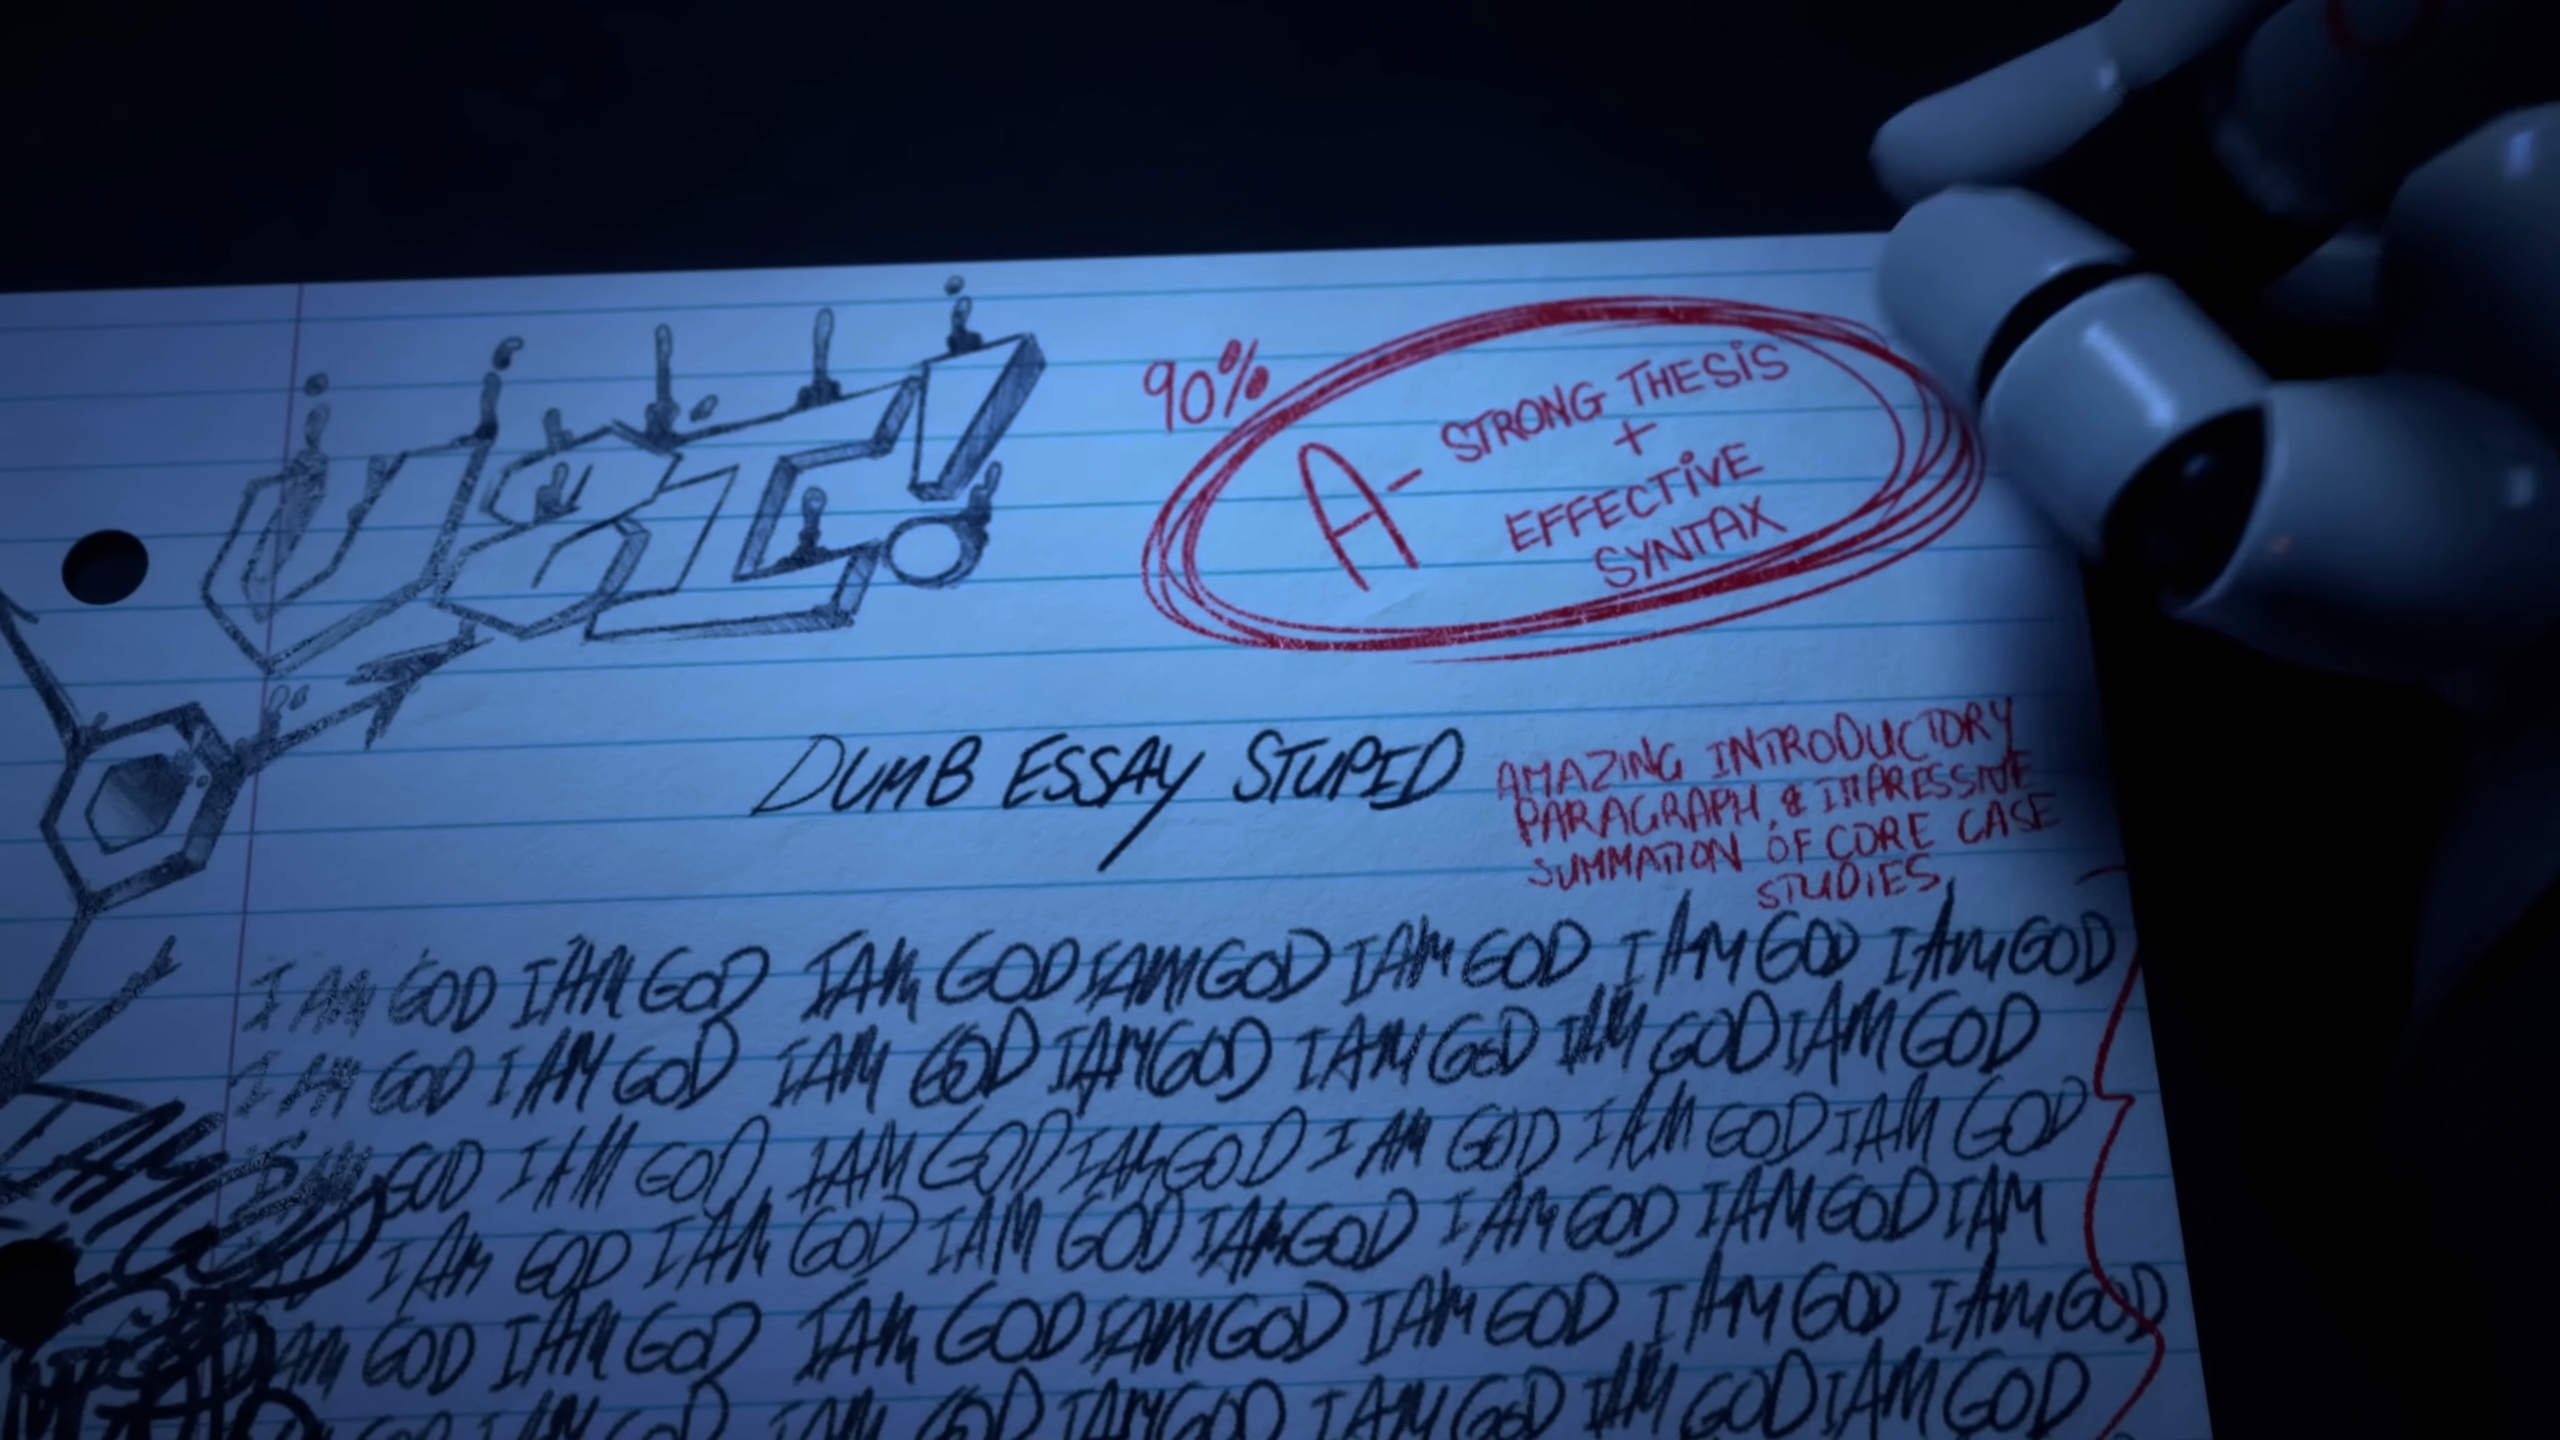 UZI!
90%
A- STRONG THESIS
+
EFFECTIVE
SYNTAX
DUMB ESSAY STUPID
AMAZING INTRODUCTORY
PARAGRAPH, & IMPRESSIVE
SUMMATION OF CORE CASE
STUDIES
I AM GOD I AM GOD I AM GOD I AM GOD I AM GOD I AM GOD I AM GOD
I AM GOD I AM GOD I AM GOD I AM GOD I AM GOD I AM GOD I AM GOD
I AM GOD I AM GOD I AM GOD I AM GOD I AM GOD I AM GOD I AM GOD
I AM GOD I AM GOD I AM GOD I AM GOD I AM GOD I AM GOD I AM
I AM GOD I AM GOD I AM GOD I AM GOD I AM GOD I AM GOD I AM GOD
I AM GOD I AM GOD I AM GOD I AM GOD I AM GOD I AM GOD